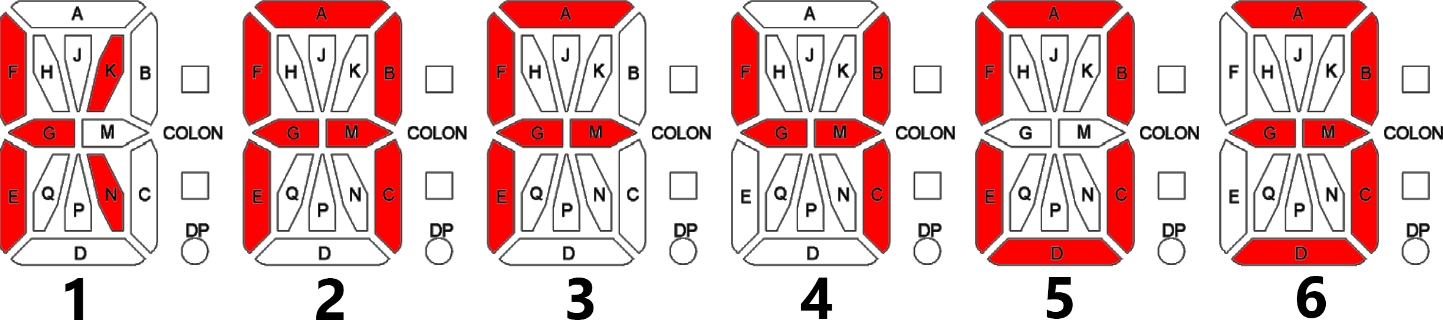 A A A A A A
F H J K B F H J K B F H J K B F H J K B F H J K B F H J K B
G M COLON G M COLON G M COLON G M COLON G M COLON G M COLON
E Q P N C E Q P N C E Q P N C E Q P N C E Q P N C E Q P N C
D DP D DP D DP D DP D DP D DP
1 2 3 4 5 6